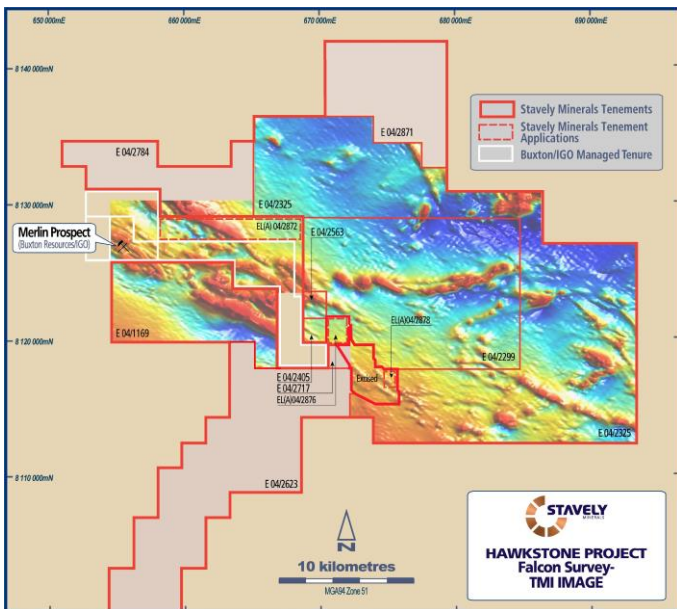 650 000mE
660 000mE
670 000mE
680 000mE
690 000mE
8 140 000mN
8 130 000mN
8 120 000mN
8 110 000mN
Stavely Minerals Tenements
Stavely Minerals Tenement
Applications
Buxton/IGO Managed Tenure
E 04/2784
E 04/2871
E 04/2325
EL(A) 04/2872
E 04/2563
Merlin Prospect
(Buxton Resources/IGO)
EL(A)04/2878
E 04/1169
E 04/2299
Excised
E 04/2405
E 04/2717
EL(A)04/2876
E 04/2325
E 04/2623
N
10 kilometres
MGA94 Zone 51
STAVELY
MINERALS
HAWKSTONE PROJECT
Falcon Survey-
TMI IMAGE